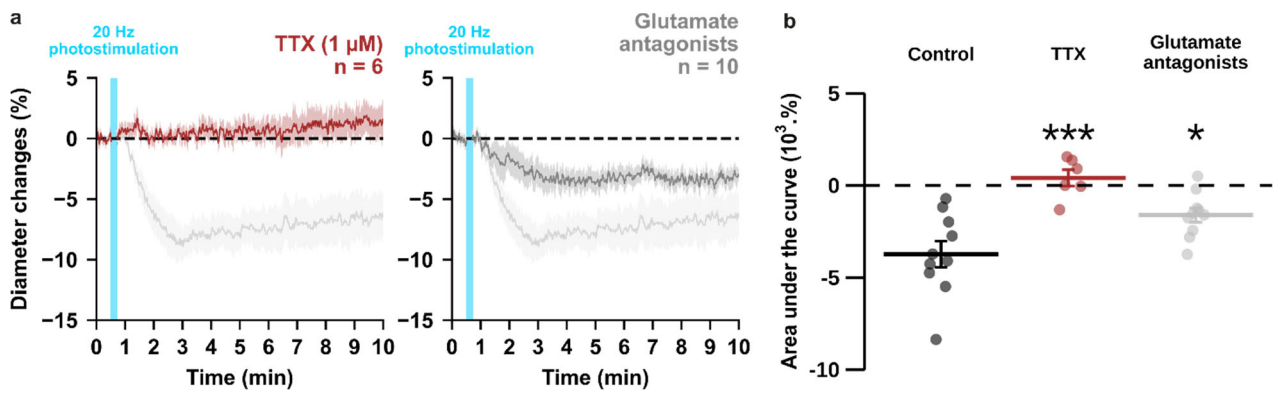 a
20 Hz
photostimulation
TTX (1 µM)
n = 6
Diameter changes (%)
5
0
−5
−10
−15
0 1 2 3 4 5 6 7 8 9 10
Time (min)
20 Hz
photostimulation
Glutamate
antagonists
n = 10
5
0
−5
−10
−15
0 1 2 3 4 5 6 7 8 9 10
Time (min)
b
Control
TTX
Glutamate
antagonists
Area under the curve (10³.%)
5
0
-5
-10
***
*